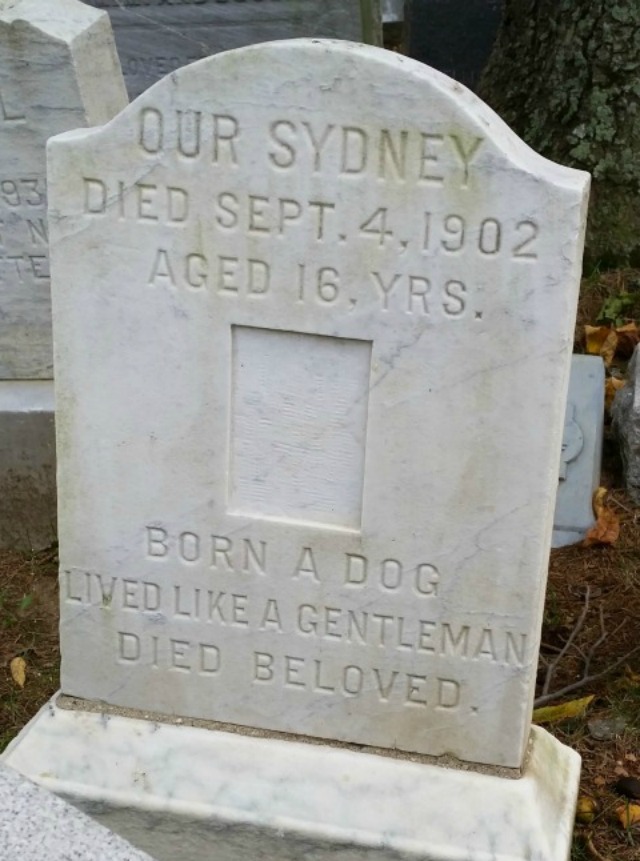 OUR SYDNEY
DIED SEPT. 4, 1902
AGED 16, YRS.
BORN A DOG
LIVED LIKE A GENTLEMAN
DIED BELOVED.